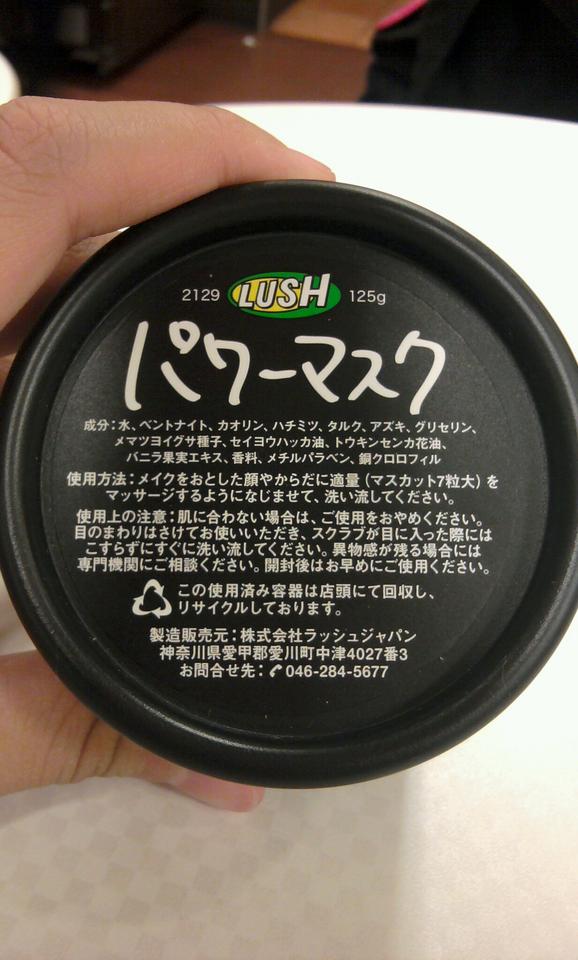 2129 LUSH 125g
パワーマスク
成分：水、ベントナイト、カオリン、ハチミツ、タルク、アズキ、グリセリン、
メマツヨイグサ種子、セイヨウハッカ油、トウキンセンカ花油、
バニラ果実エキス、香料、メチルパラベン、銅クロロフィル
使用方法：メイクをおとした顔やからだに適量（マスカット7粒大）を
マッサージするようになじませて、洗い流してください。
使用上の注意：肌に合わない場合は、ご使用をおやめください。
目のまわりはさけてお使いいただき、スクラブが目に入った際には
こすらずにすぐに洗い流してください。異物感が残る場合には
専門機関にご相談ください。開封後はお早めにご使用ください。
この使用済み容器は店頭にて回収し、
リサイクルしております。
製造販売元：株式会社ラッシュジャパン
神奈川県愛甲郡愛川町中津4027番3
お問合せ先：046-284-5677